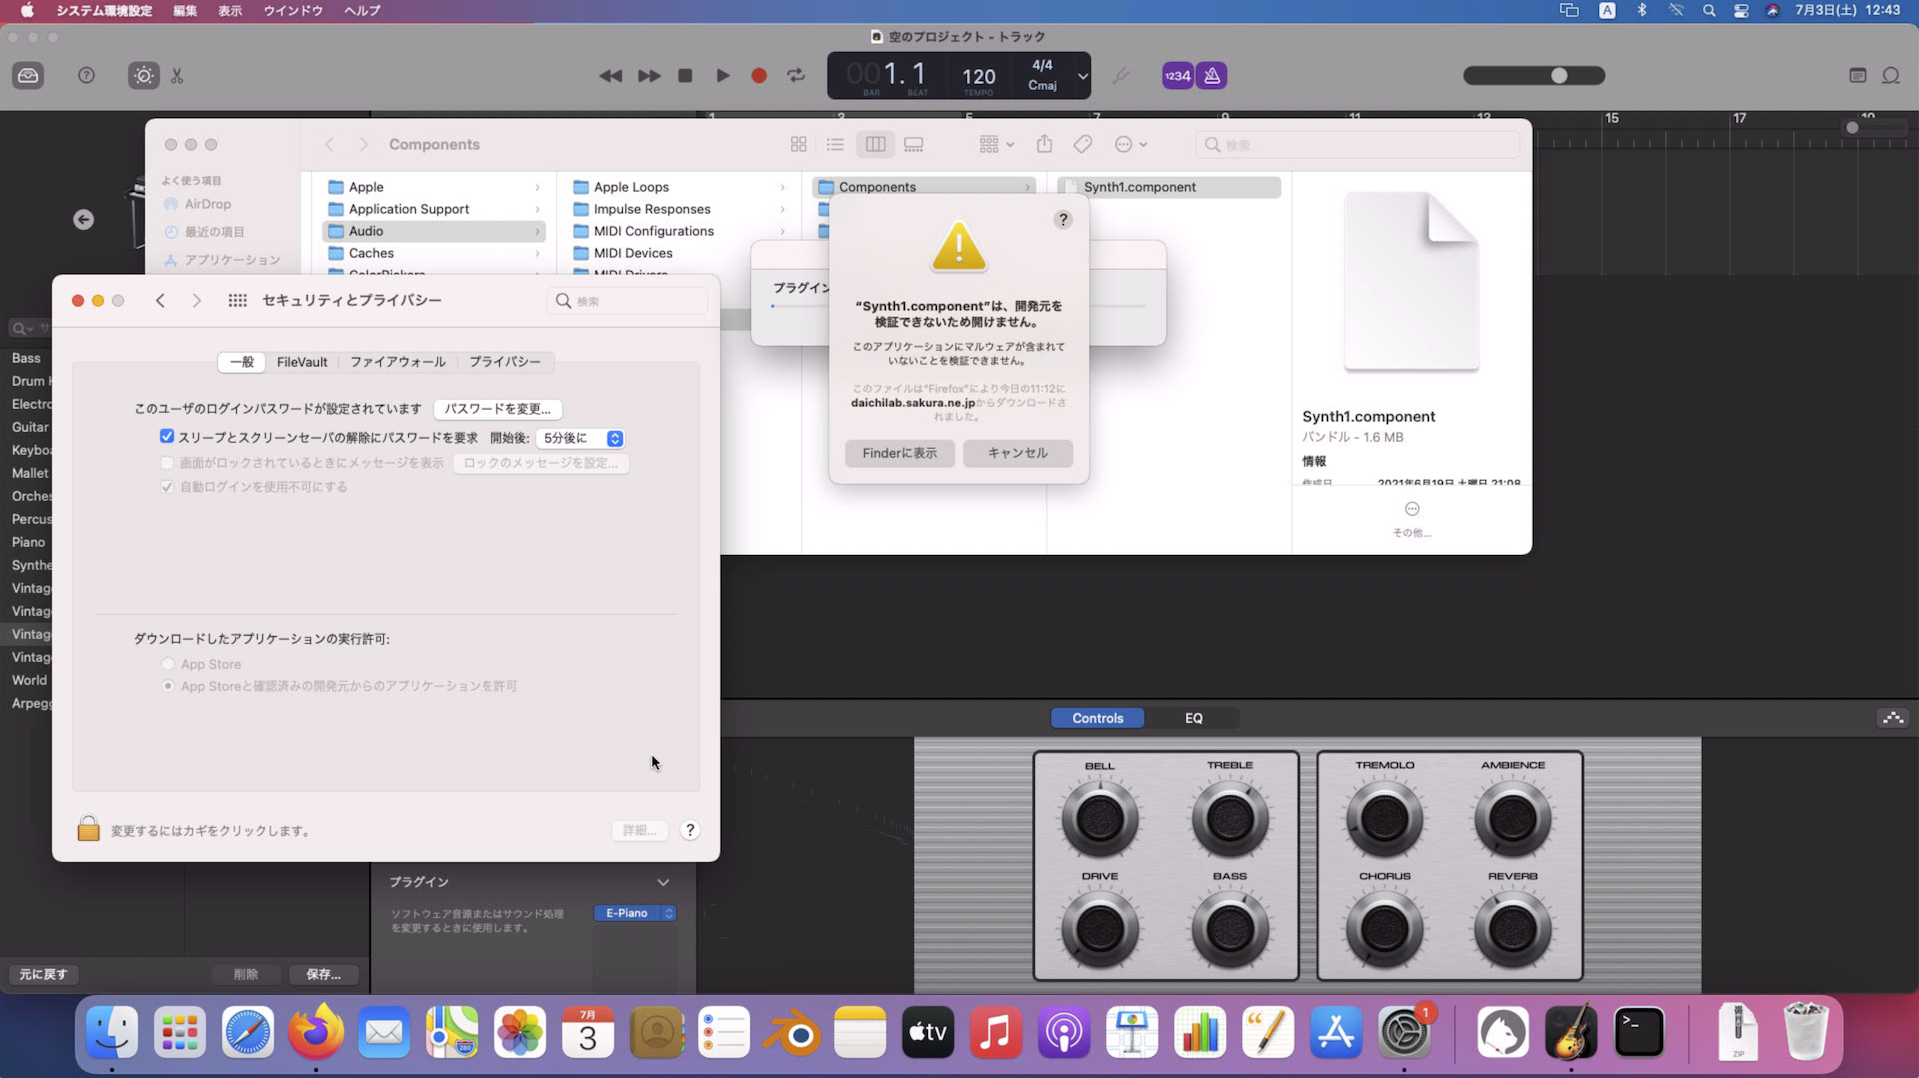 システム環境設定 編集 表示 ウインドウ ヘルプ
A
7月3日(土) 12:43
空のプロジェクト - トラック
001.1
BAR BEAT
120
TEMPO
4/4
Cmaj
1234
1 3 5 7 9 11 13 15 17 19
Components
検索
よく使う項目
AirDrop
最近の項目
アプリケーション
Apple
Application Support
Audio
Caches
ColorPickers
Apple Loops
Impulse Responses
MIDI Configurations
MIDI Devices
MIDI Drivers
Components
Synth1.component
Synth1.component
バンドル - 1.6 MB
情報
作成日 2021年6月19日 土曜日 21:08
その他...
プラグイン
?
“Synth1.component”は、開発元を
検証できないため開けません。
このアプリケーションにマルウェアが含まれて
いないことを検証できません。
このファイルは“Firefox”により今日の11:12に
daichilab.sakura.ne.jpからダウンロードさ
れました。
Finderに表示 キャンセル
セキュリティとプライバシー
検索
一般 FileVault ファイアウォール プライバシー
このユーザのログインパスワードが設定されています パスワードを変更...
スリープとスクリーンセーバの解除にパスワードを要求 開始後: 5分後に
画面がロックされているときにメッセージを表示 ロックのメッセージを設定...
自動ログインを使用不可にする
ダウンロードしたアプリケーションの実行許可:
App Store
App Storeと確認済みの開発元からのアプリケーションを許可
変更するにはカギをクリックします。
詳細... ?
サ
Bass
Drum K
Electro
Guitar
Keyboa
Mallet
Orches
Percus
Piano
Synthe
Vintag
Vintag
Vintag
Vintag
World
Arpegg
元に戻す 削除 保存...
プラグイン
ソフトウェア音源またはサウンド処理
を変更するときに使用します。
E-Piano
Controls EQ
BELL TREBLE TREMOLO AMBIENCE
DRIVE BASS CHORUS REVERB
7月
3
280
tv
1
>_
ZIP